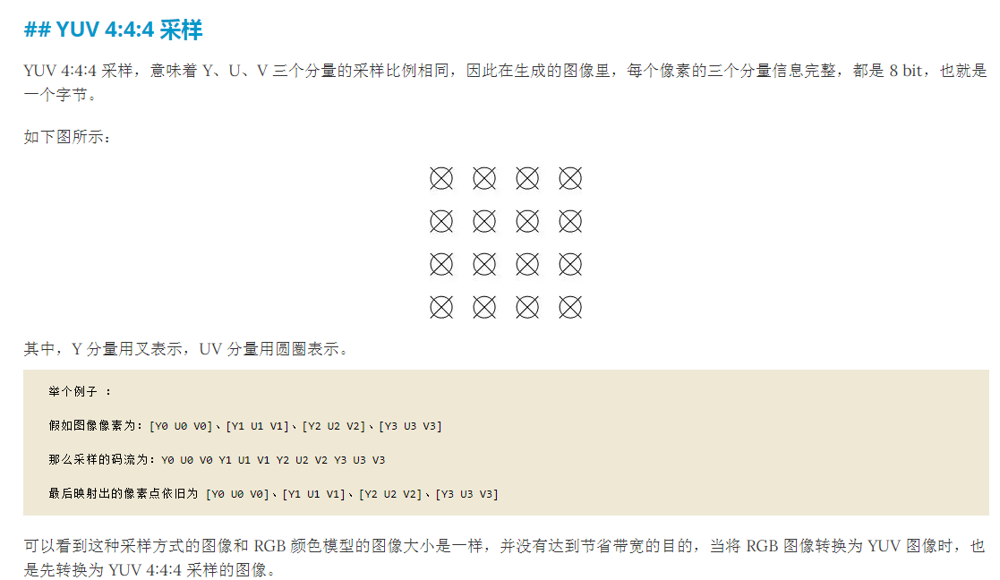 ## YUV 4:4:4 采样
YUV 4:4:4 采样，意味着 Y、U、V 三个分量的采样比例相同，因此在生成的图像里，每个像素的三个分量信息完整，都是 8 bit，也就是
一个字节。
如下图所示：
其中，Y 分量用叉表示，UV 分量用圆圈表示。
举个例子 ：
假如图像像素为：[Y0 U0 V0]、[Y1 U1 V1]、[Y2 U2 V2]、[Y3 U3 V3]
那么采样的码流为：Y0 U0 V0 Y1 U1 V1 Y2 U2 V2 Y3 U3 V3
最后映射出的像素点依旧为 [Y0 U0 V0]、[Y1 U1 V1]、[Y2 U2 V2]、[Y3 U3 V3]
可以看到这种采样方式的图像和 RGB 颜色模型的图像大小是一样，并没有达到节省带宽的目的，当将 RGB 图像转换为 YUV 图像时，也
是先转换为 YUV 4:4:4 采样的图像。